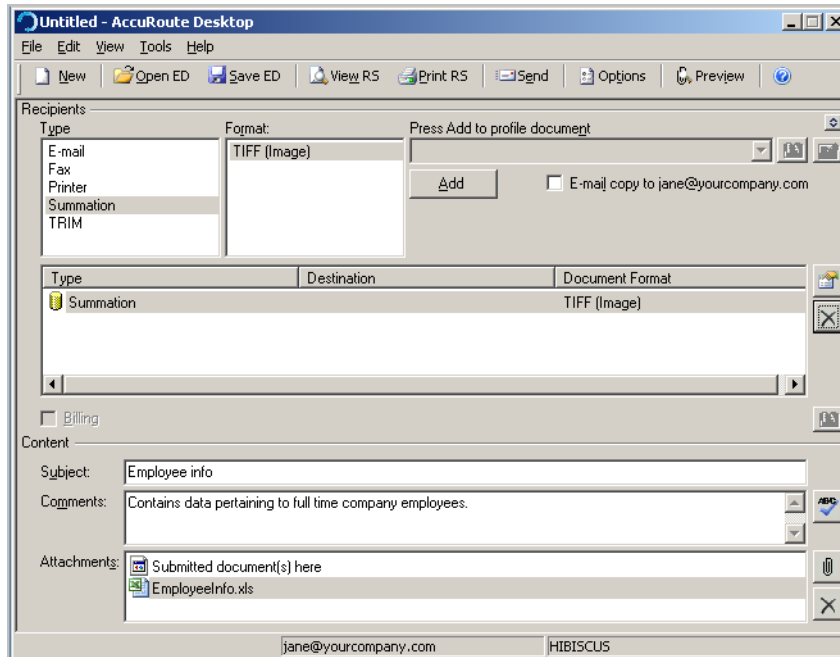 Untitled - AccuRoute Desktop
File Edit View Tools Help
New Open ED Save ED View RS Print RS Send Options Preview
Recipients
Type Format: Press Add to profile document
E-mail TIFF (Image)
Fax
Printer
Summation
TRIM
Add E-mail copy to jane@yourcompany.com
Type Destination Document Format
Summation TIFF (Image)
Billing
Content
Subject: Employee info
Comments: Contains data pertaining to full time company employees.
ABC
Attachments: Submitted document(s) here
EmployeeInfo.xls
jane@yourcompany.com HIBISCUS